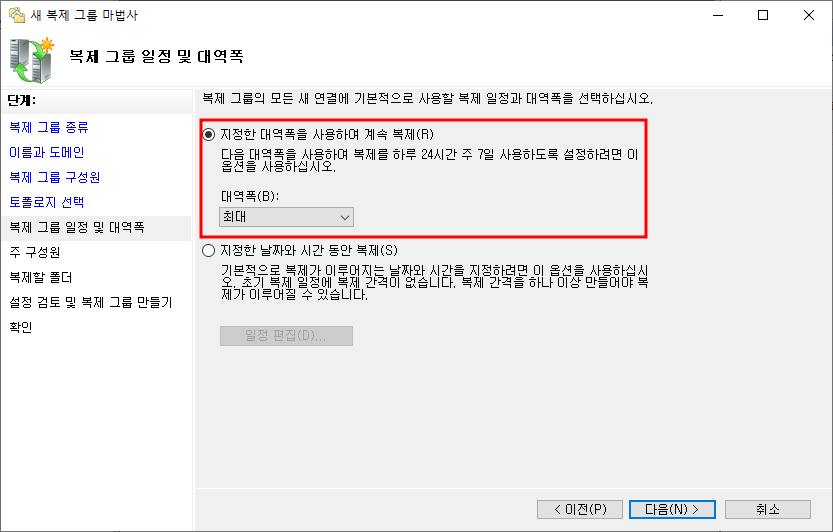 새 복제 그룹 마법사
복제 그룹 일정 및 대역폭
단계:
복제 그룹 종류
이름과 도메인
복제 그룹 구성원
토폴로지 선택
복제 그룹 일정 및 대역폭
주 구성원
복제할 폴더
설정 검토 및 복제 그룹 만들기
확인
복제 그룹의 모든 새 연결에 기본적으로 사용할 복제 일정과 대역폭을 선택하십시오.
지정한 대역폭을 사용하여 계속 복제(R)
다음 대역폭을 사용하여 복제를 하루 24시간 주 7일 사용하도록 설정하려면 이
옵션을 사용하십시오.
대역폭(B):
최대
지정한 날짜와 시간 동안 복제(S)
기본적으로 복제가 이루어지는 날짜와 시간을 지정하려면 이 옵션을 사용하십시
오. 초기 복제 일정에 복제 간격이 없습니다. 복제 간격을 하나 이상 만들어야 복
제가 이루어질 수 있습니다.
일정 편집(D)...
< 이전(P)
다음(N) >
취소